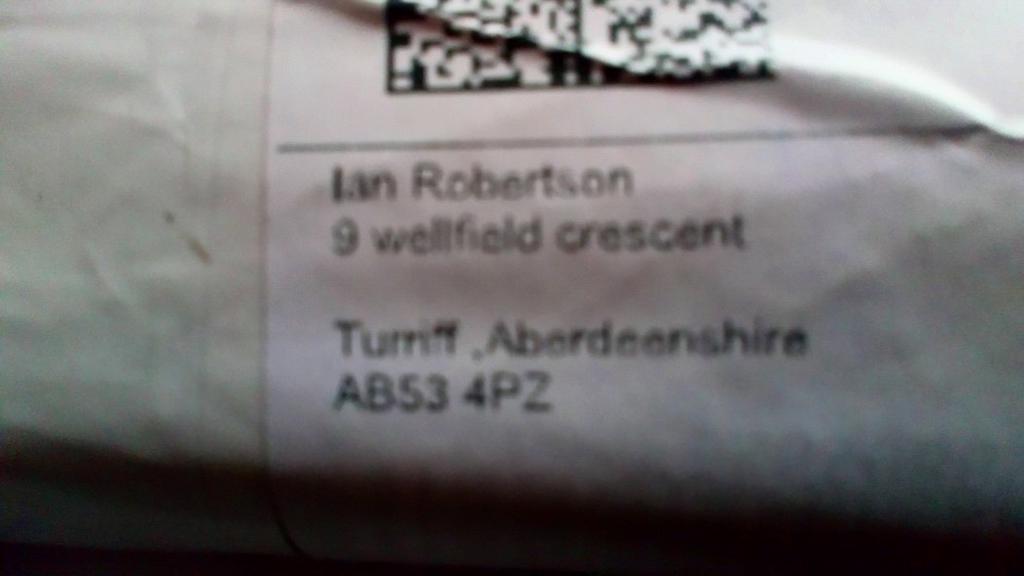 Ian Robertson
9 wellfield crescent
Turriff ,Aberdeenshire
AB53 4PZ